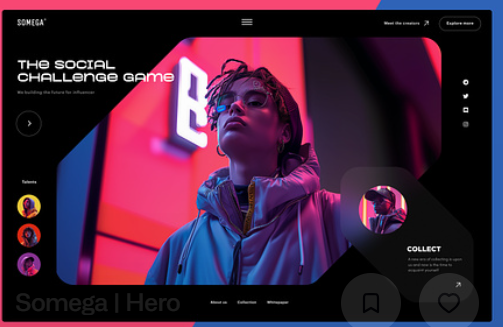 SOMEGA
Meet the creators
Explore more
THE SOCIAL
CHALLENGE GAME
We building the future for influencer
Talents
COLLECT
A new era of collecting is upon
us and now is the time to
acquaint yourself
About us
Collection
Whitepaper
Somega | Hero